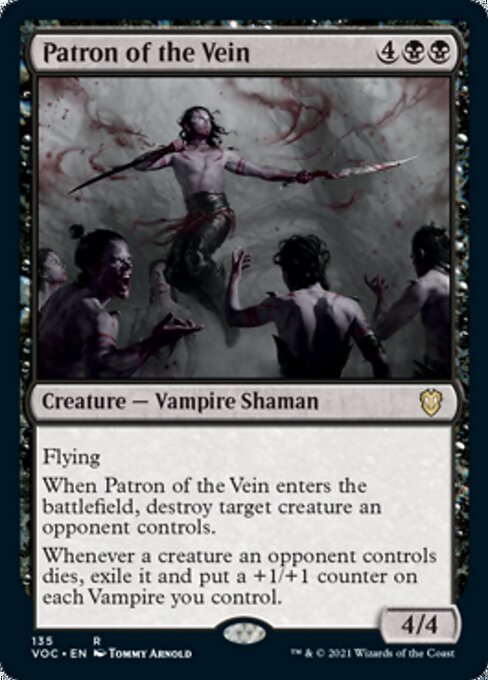 Patron of the Vein 4
Creature — Vampire Shaman
Flying
When Patron of the Vein enters the
battlefield, destroy target creature an
opponent controls.
Whenever a creature an opponent controls
dies, exile it and put a +1/+1 counter on
each Vampire you control.
4/4
135 R
VOC • EN Tommy Arnold ™ & © 2021 Wizards of the Coast